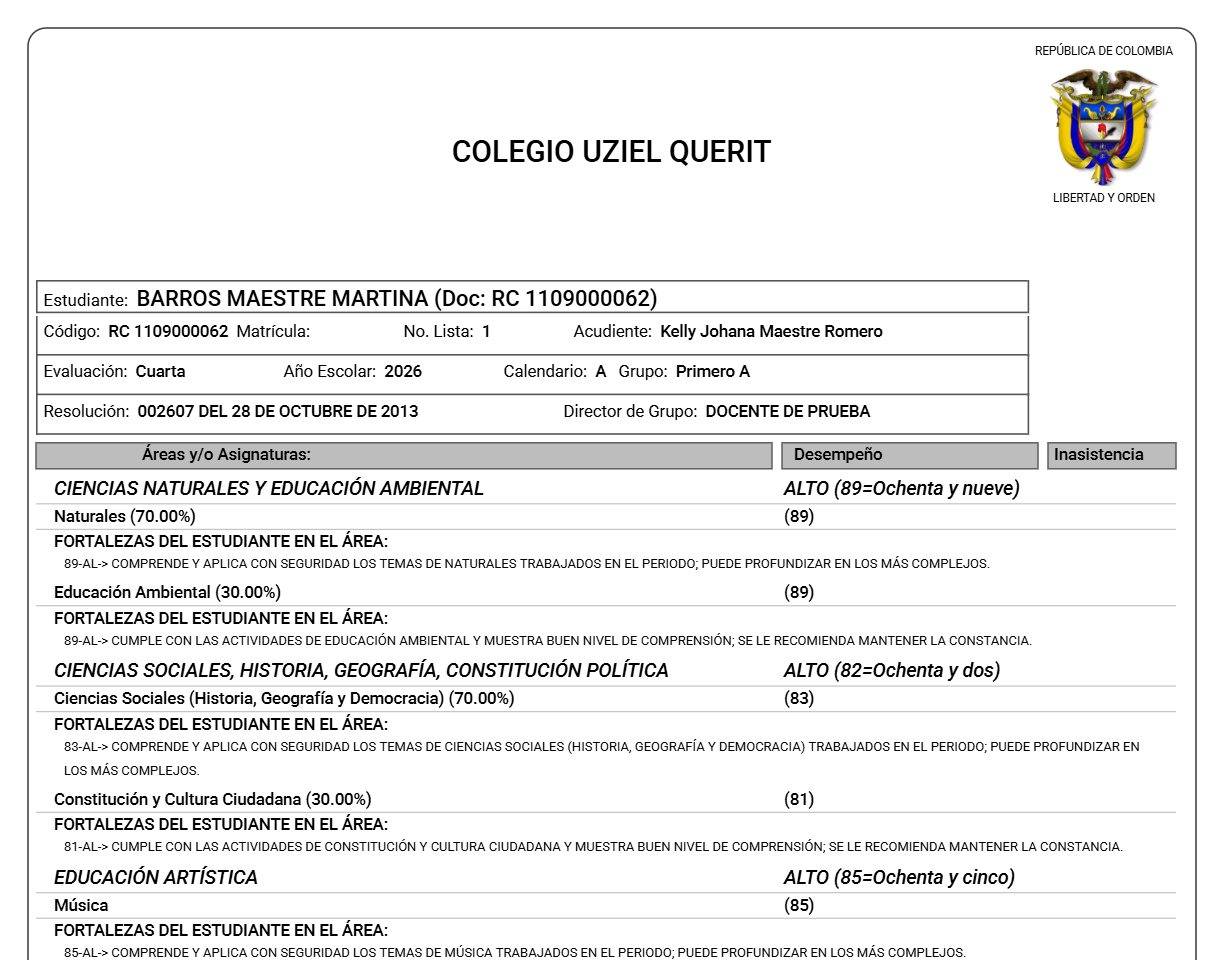 REPÚBLICA DE COLOMBIA
COLEGIO UZIEL QUERIT
LIBERTAD Y ORDEN
Estudiante: BARROS MAESTRE MARTINA (Doc: RC 1109000062)
Código: RC 1109000062 Matrícula: No. Lista: 1 Acudiente: Kelly Johana Maestre Romero
Evaluación: Cuarta Año Escolar: 2026 Calendario: A Grupo: Primero A
Resolución: 002607 DEL 28 DE OCTUBRE DE 2013 Director de Grupo: DOCENTE DE PRUEBA
Áreas y/o Asignaturas: Desempeño Inasistencia
CIENCIAS NATURALES Y EDUCACIÓN AMBIENTAL ALTO (89=Ochenta y nueve)
Naturales (70.00%) (89)
FORTALEZAS DEL ESTUDIANTE EN EL ÁREA:
89-AL-> COMPRENDE Y APLICA CON SEGURIDAD LOS TEMAS DE NATURALES TRABAJADOS EN EL PERIODO; PUEDE PROFUNDIZAR EN LOS MÁS COMPLEJOS.
Educación Ambiental (30.00%) (89)
FORTALEZAS DEL ESTUDIANTE EN EL ÁREA:
89-AL-> CUMPLE CON LAS ACTIVIDADES DE EDUCACIÓN AMBIENTAL Y MUESTRA BUEN NIVEL DE COMPRENSIÓN; SE LE RECOMIENDA MANTENER LA CONSTANCIA.
CIENCIAS SOCIALES, HISTORIA, GEOGRAFÍA, CONSTITUCIÓN POLÍTICA ALTO (82=Ochenta y dos)
Ciencias Sociales (Historia, Geografía y Democracia) (70.00%) (83)
FORTALEZAS DEL ESTUDIANTE EN EL ÁREA:
83-AL-> COMPRENDE Y APLICA CON SEGURIDAD LOS TEMAS DE CIENCIAS SOCIALES (HISTORIA, GEOGRAFÍA Y DEMOCRACIA) TRABAJADOS EN EL PERIODO; PUEDE PROFUNDIZAR EN
LOS MÁS COMPLEJOS.
Constitución y Cultura Ciudadana (30.00%) (81)
FORTALEZAS DEL ESTUDIANTE EN EL ÁREA:
81-AL-> CUMPLE CON LAS ACTIVIDADES DE CONSTITUCIÓN Y CULTURA CIUDADANA Y MUESTRA BUEN NIVEL DE COMPRENSIÓN; SE LE RECOMIENDA MANTENER LA CONSTANCIA.
EDUCACIÓN ARTÍSTICA ALTO (85=Ochenta y cinco)
Música (85)
FORTALEZAS DEL ESTUDIANTE EN EL ÁREA:
85-AL-> COMPRENDE Y APLICA CON SEGURIDAD LOS TEMAS DE MÚSICA TRABAJADOS EN EL PERIODO; PUEDE PROFUNDIZAR EN LOS MÁS COMPLEJOS.